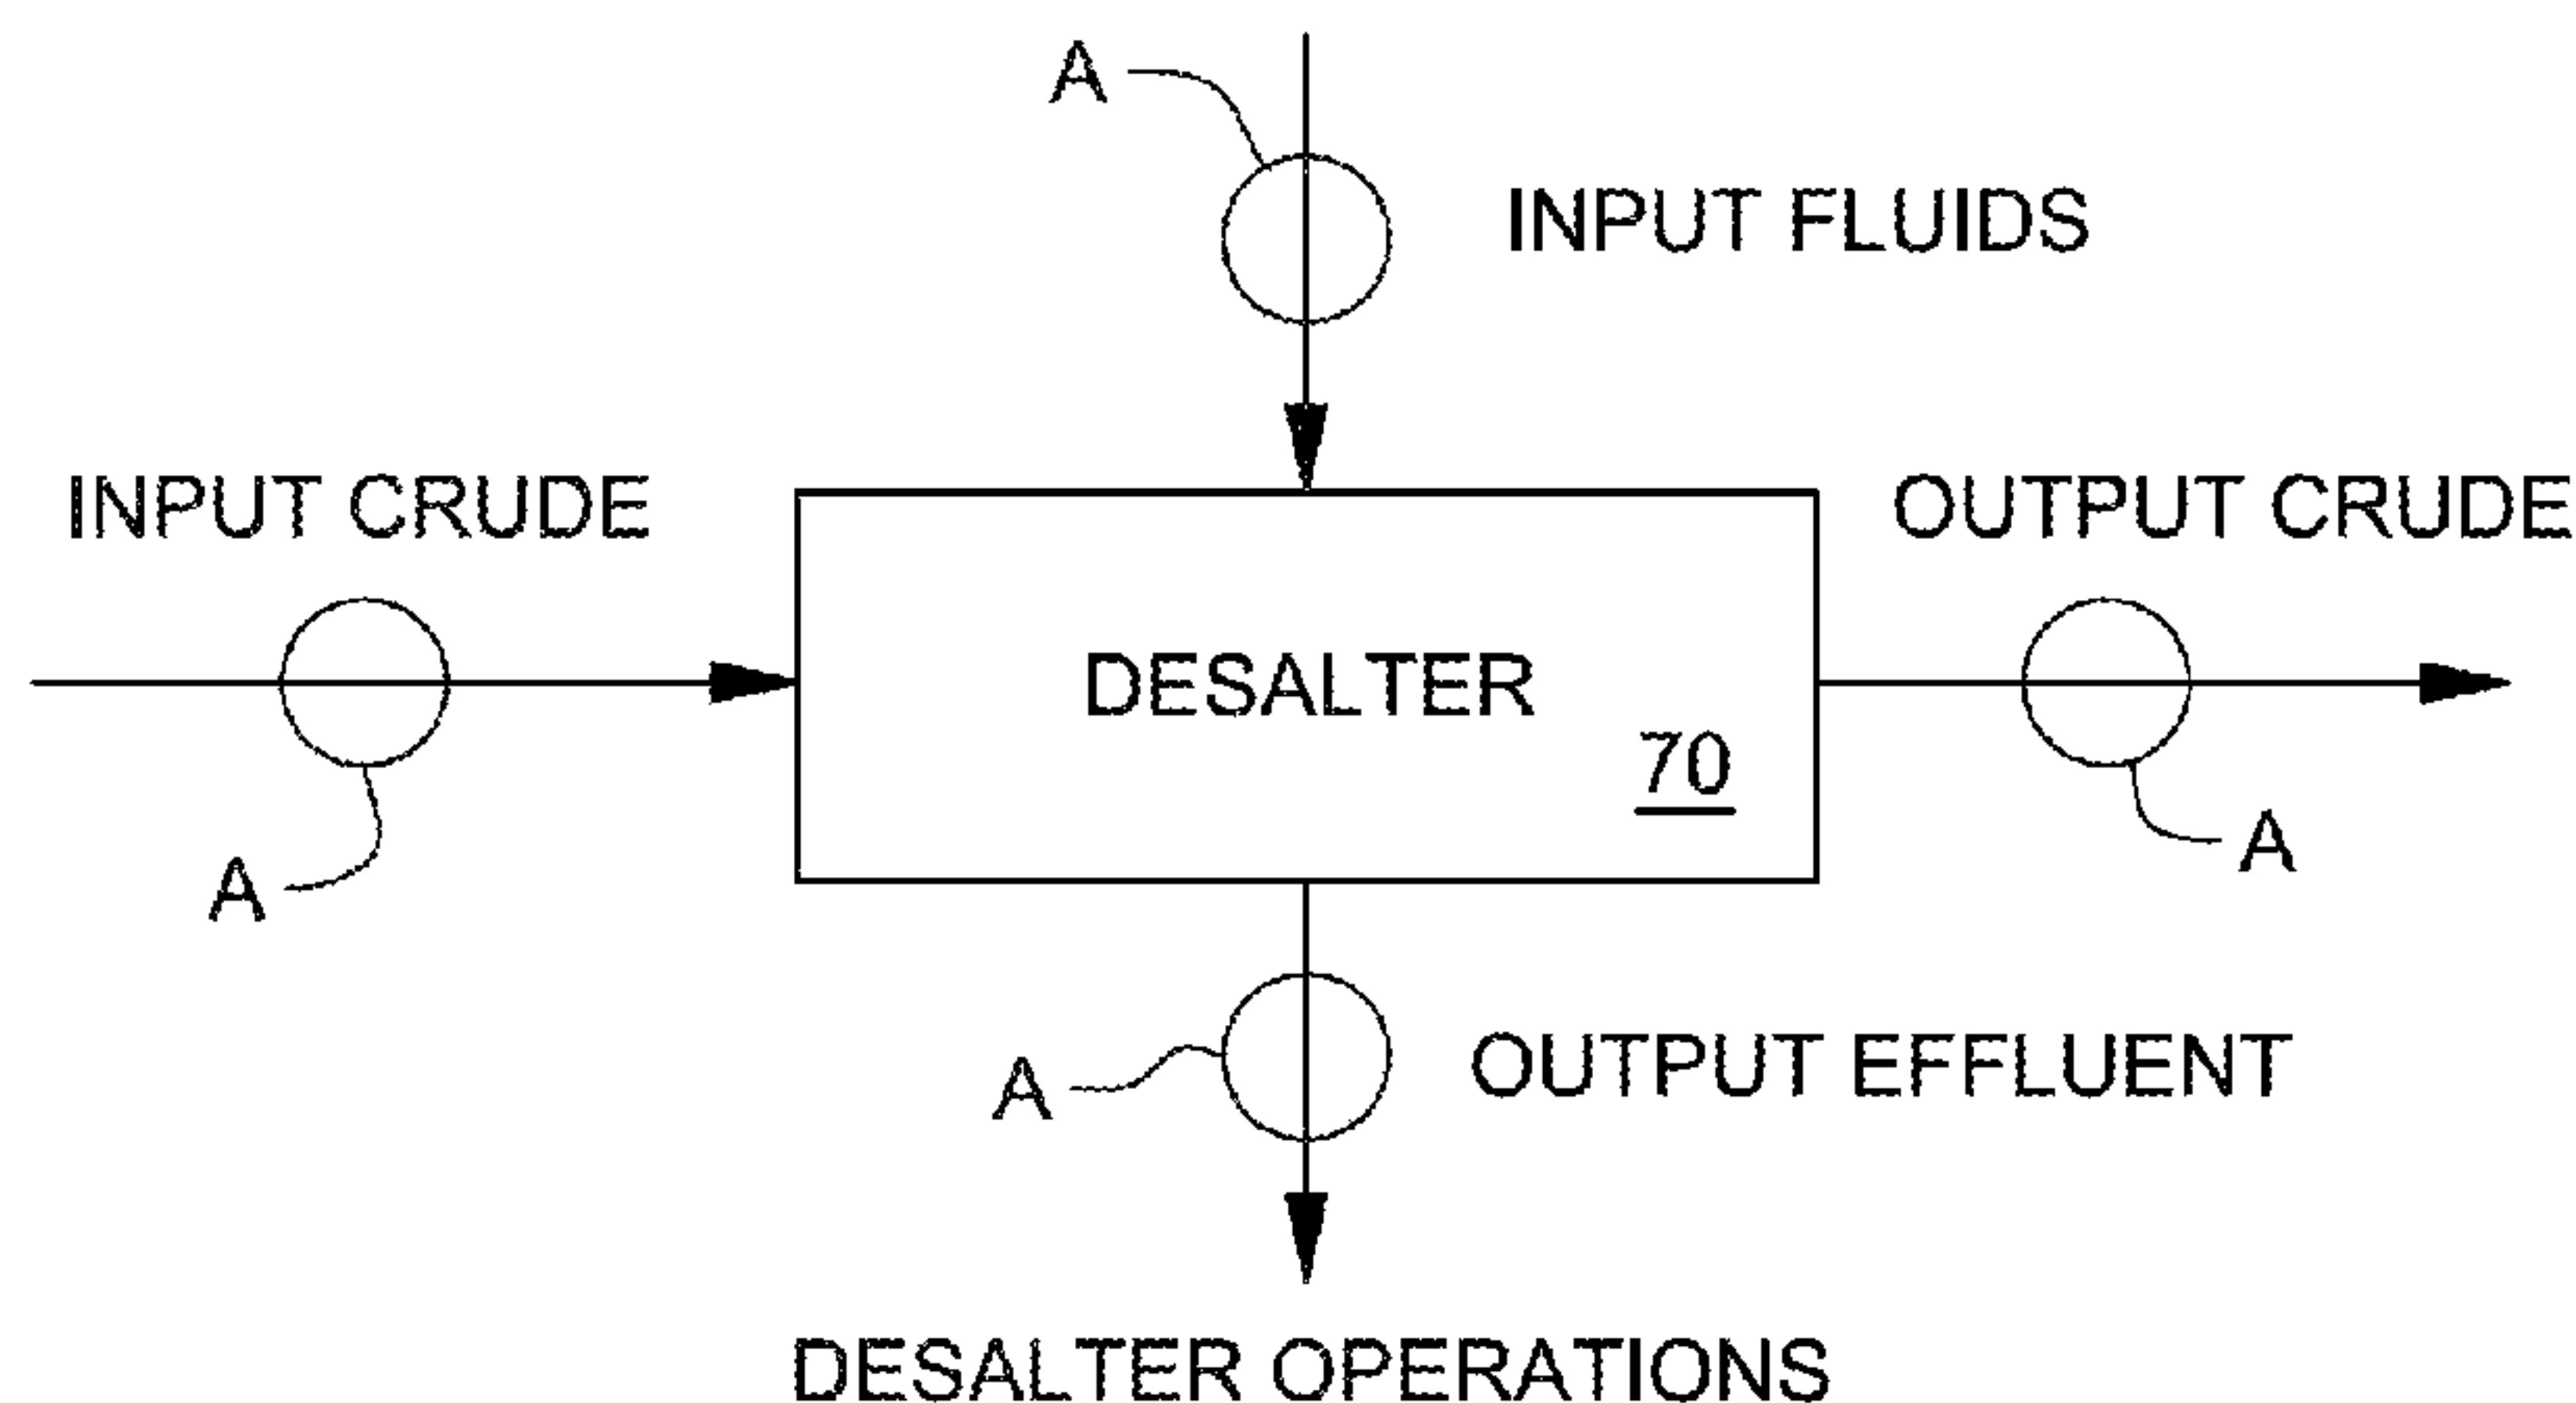 A
INPUT FLUIDS
INPUT CRUDE
OUTPUT CRUDE
DESALTER
70
A
A
OUTPUT EFFLUENT
A
DESALTER OPERATIONS